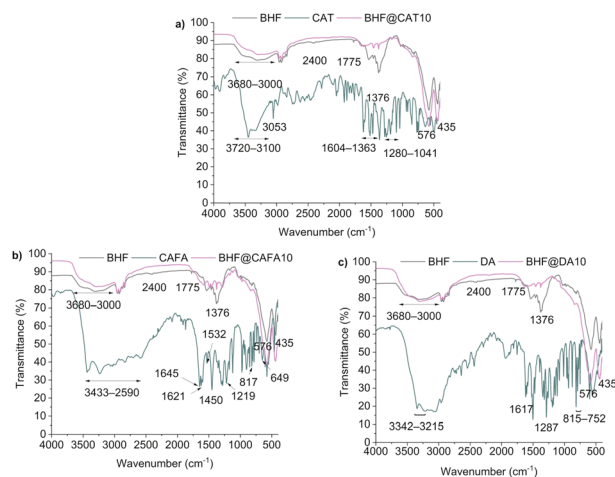 a) BHF CAT BHF@CAT10
100
90
80
70
60
50
40
30
20
10
0
Transmittance (%)
2400 1775
3680–3000
1376
3053
576 435
3720–3100 1604–1363 1280–1041
4000 3500 3000 2500 2000 1500 1000 500
Wavenumber (cm-1)
b) BHF CAFA BHF@CAFA10
100
90
80
70
60
50
40
30
20
10
0
Transmittance (%)
3680–3000 2400 1775
1376
1532 576 435
3433–2590 1645 817 649
1621 1450 1219
4000 3500 3000 2500 2000 1500 1000 500
Wavenumber (cm-1)
c) BHF DA BHF@DA10
100
90
80
70
60
50
40
30
20
10
0
Transmittance (%)
2400 1775
3680–3000 1376
576 435
1617
3342–3215 1287 815–752
4000 3500 3000 2500 2000 1500 1000 500
Wavenumber (cm-1)